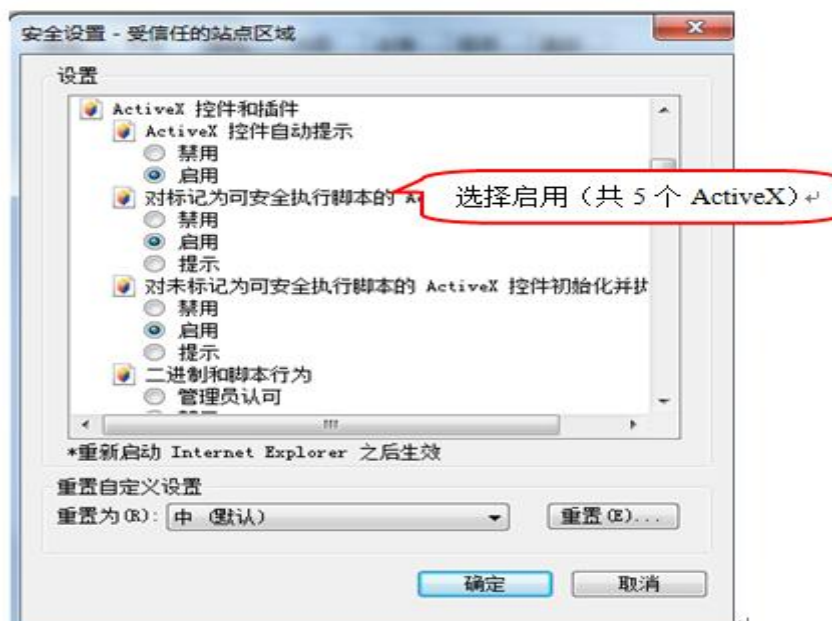 安全设置 - 受信任的站点区域
设置
ActiveX 控件和插件
ActiveX 控件自动提示
禁用
启用
对标记为可安全执行脚本的
选择启用（共 5 个 ActiveX）
禁用
启用
提示
对未标记为可安全执行脚本的 ActiveX 控件初始化并执
禁用
启用
提示
二进制和脚本行为
管理员认可
*重新启动 Internet Explorer 之后生效
重置自定义设置
重置为(R): 中 (默认)
重置(E)...
确定
取消